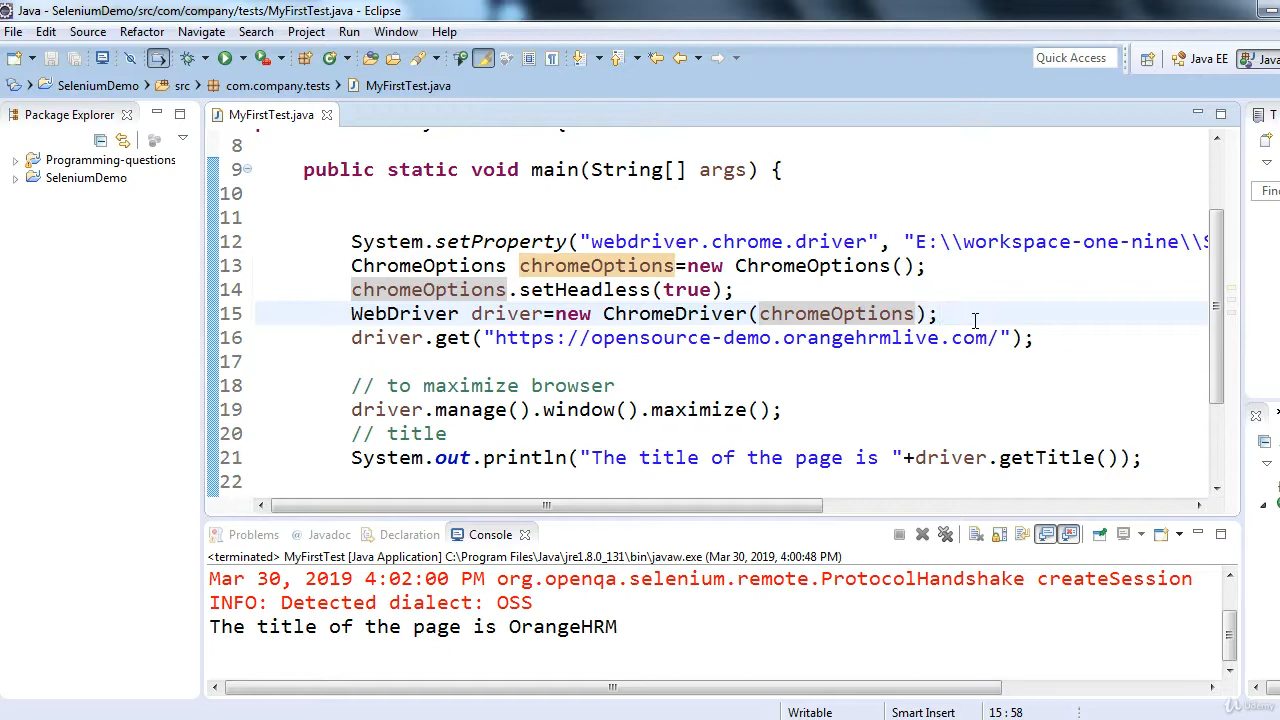 Java - SeleniumDemo/src/com/company/tests/MyFirstTest.java - Eclipse
File Edit Source Refactor Navigate Search Project Run Window Help
Quick Access Java EE Java
SeleniumDemo src com.company.tests MyFirstTest.java
Package Explorer
Programming-questions
SeleniumDemo
MyFirstTest.java
8
9 public static void main(String[] args) {
10
11
12 System.setProperty("webdriver.chrome.driver", "E:\\workspace-one-nine\\S
13 ChromeOptions chromeOptions=new ChromeOptions();
14 chromeOptions.setHeadless(true);
15 WebDriver driver=new ChromeDriver(chromeOptions);
16 driver.get("https://opensource-demo.orangehrmlive.com/");
17
18 // to maximize browser
19 driver.manage().window().maximize();
20 // title
21 System.out.println("The title of the page is "+driver.getTitle());
22
T
Fin
Problems Javadoc Declaration Console
<terminated> MyFirstTest [Java Application] C:\Program Files\Java\jre1.8.0_131\bin\javaw.exe (Mar 30, 2019 4:00:48 PM)
Mar 30, 2019 4:02:00 PM org.openqa.selenium.remote.ProtocolHandshake createSession
INFO: Detected dialect: OSS
The title of the page is OrangeHRM
Writable Smart Insert 15 : 58
Udemy